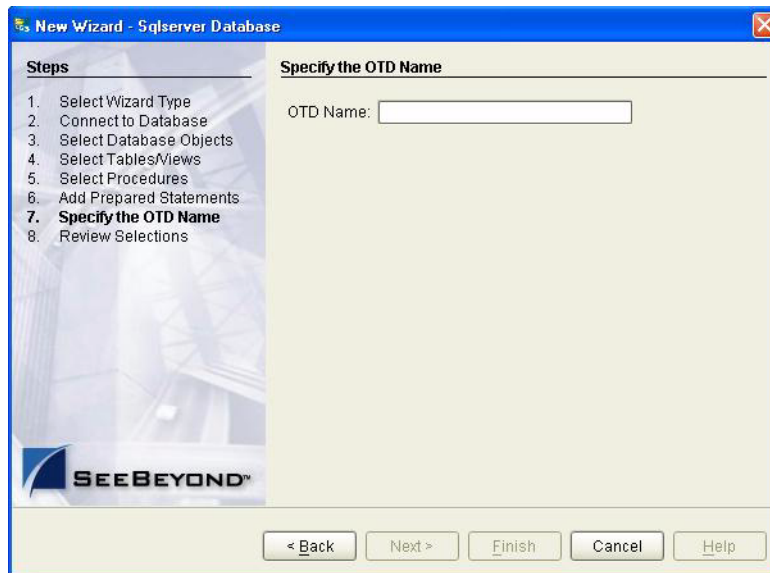 New Wizard - Sqlserver Database
Steps
1. Select Wizard Type
2. Connect to Database
3. Select Database Objects
4. Select Tables/Views
5. Select Procedures
6. Add Prepared Statements
7. Specify the OTD Name
8. Review Selections
Specify the OTD Name
OTD Name:
SEEBEYOND™
< Back Next > Finish Cancel Help